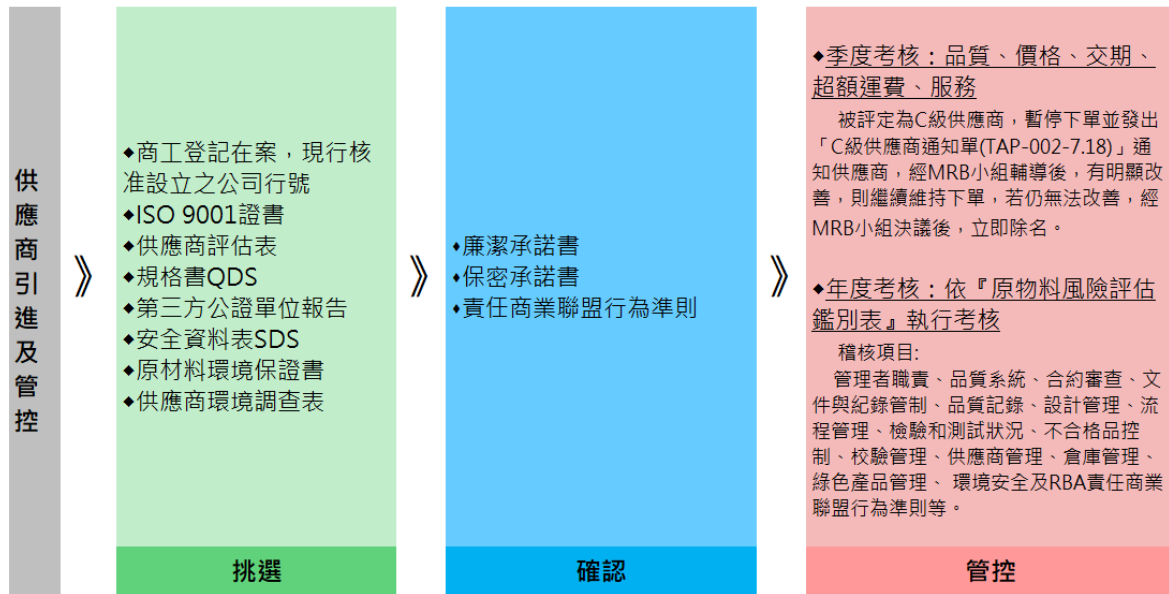 供應商引進及管控
》
◆商工登記在案，現行核
准設立之公司行號
◆ISO 9001證書
◆供應商評估表
◆規格書QDS
◆第三方公證單位報告
◆安全資料表SDS
◆原材料環境保證書
◆供應商環境調查表
挑選
》
♦廉潔承諾書
♦保密承諾書
♦責任商業聯盟行為準則
確認
》
◆季度考核：品質、價格、交期、
超額運費、服務
被評定為C級供應商，暫停下單並發出
「C級供應商通知單(TAP-002-7.18)」通
知供應商，經MRB小組輔導後，有明顯改
善，則繼續維持下單，若仍無法改善，經
MRB小組決議後，立即除名。
◆年度考核：依『原物料風險評估
鑑別表』執行考核
稽核項目:
管理者職責、品質系統、合約審查、文
件與紀錄管制、品質記錄、設計管理、流
程管理、檢驗和測試狀況、不合格品控
制、校驗管理、供應商管理、倉庫管理、
綠色產品管理、 環境安全及RBA責任商業
聯盟行為準則等。
管控